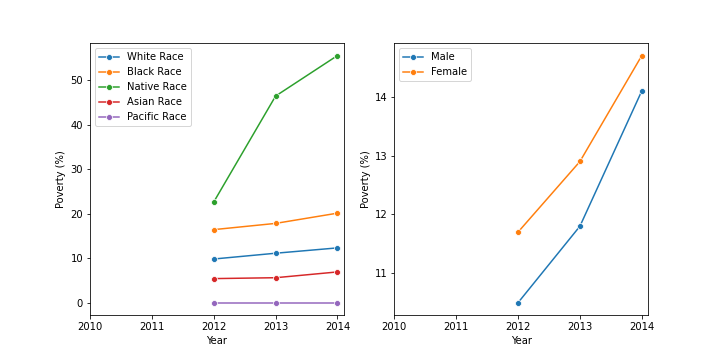 White Race
Black Race
Native Race
Asian Race
Pacific Race
50
40
30
20
10
0
Poverty (%)
2010 2011 2012 2013 2014
Year
Male
Female
14
13
12
11
Poverty (%)
2010 2011 2012 2013 2014
Year